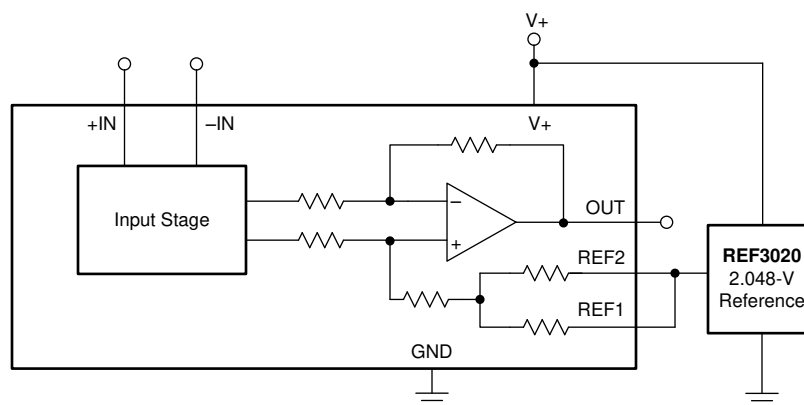 V+
+IN
–IN
V+
Input Stage
–
+
OUT
REF2
REF1
GND
REF3020
2.048-V
Reference